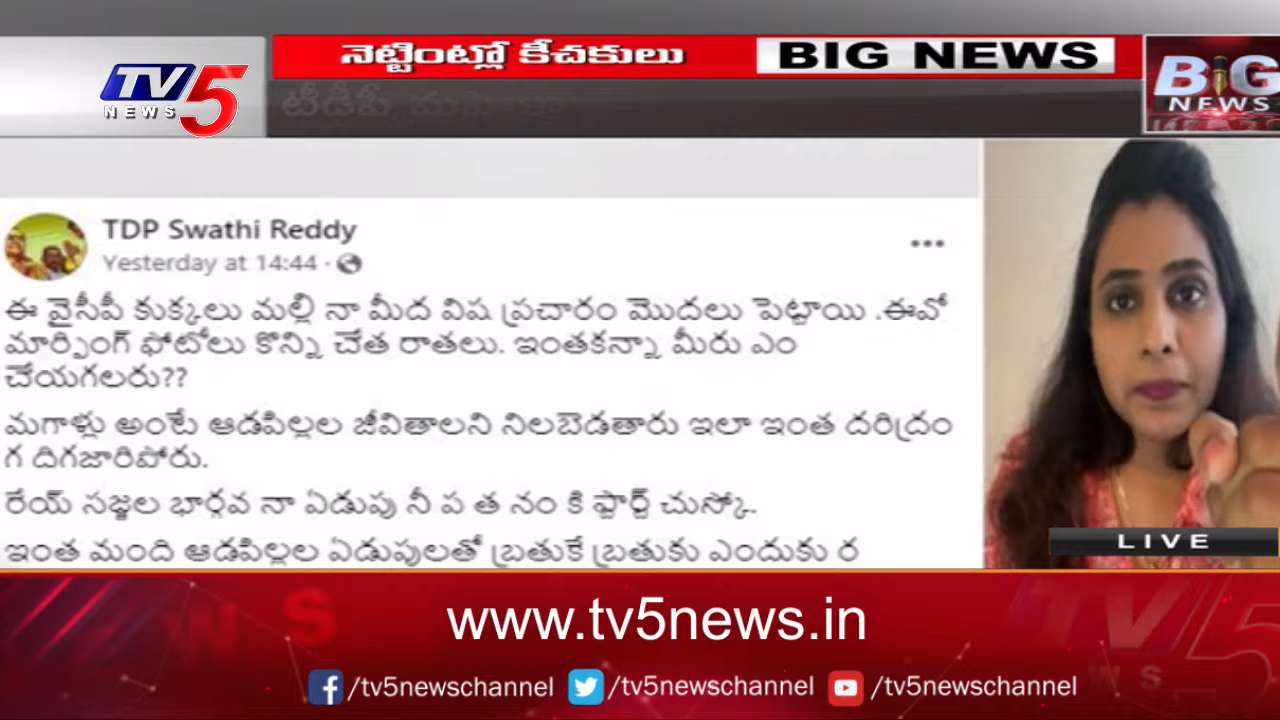 నెట్టింట్లో కీచకులు
BIG NEWS
BIG
NEWS
TV5
NEWS
టీడీపీ
TDP Swathi Reddy
Yesterday at 14:44 ·
ఈ వైసీపీ కుక్కలు మల్లి నా మీద విష ప్రచారం మొదలు పెట్టాయి .ఈవో
మార్ఫింగ్ ఫోటోలు కొన్ని చేత రాతలు. ఇంతకన్నా మీరు ఎం
చేయగలరు??
మగాళ్లు అంటే ఆడపిల్లల జీవితాలని నిలబెడతారు ఇలా ఇంత దరిద్రం
గ దిగజారిపోరు.
రేయ్ సజ్జల భార్గవ నా ఏడుపు నీ ప త నం కి స్టార్ట్ చుస్కో.
ఇంత మంది ఆడపిల్లల ఏడుపులతో బ్రతుకే బ్రతుకు ఎందుకు ర
LIVE
www.tv5news.in
/tv5newschannel /tv5newschannel /tv5newschannel